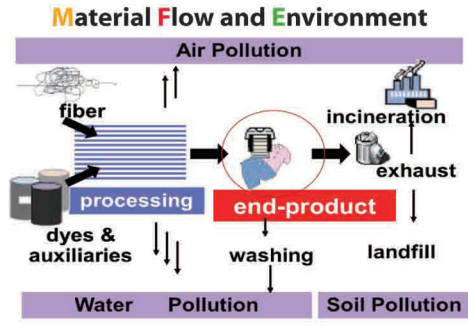 Material Flow and Environment
Air Pollution
fiber
incineration
exhaust
processing
end-product
dyes &
auxiliaries
washing
landfill
Water Pollution
Soil Pollution